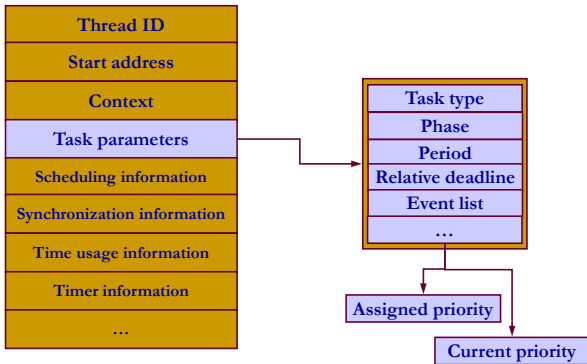 Thread ID
Start address
Context
Task parameters
Scheduling information
Synchronization information
Time usage information
Timer information
…
Task type
Phase
Period
Relative deadline
Event list
…
Assigned priority
Current priority